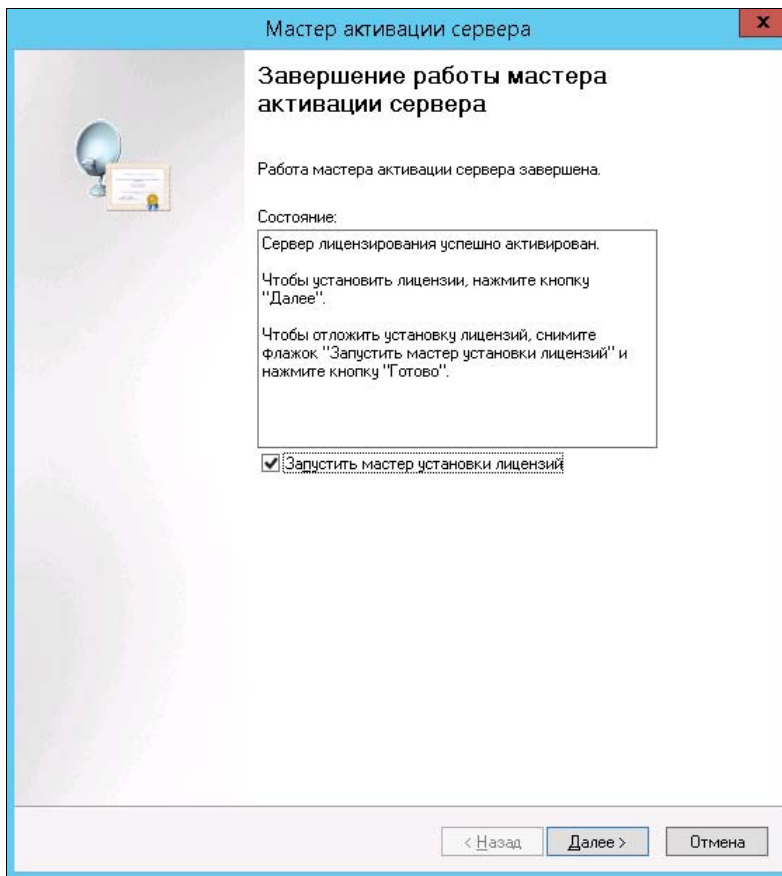 Мастер активации сервера
x
Завершение работы мастера
активации сервера
Работа мастера активации сервера завершена.
Состояние:
Сервер лицензирования успешно активирован.
Чтобы установить лицензии, нажмите кнопку
"Далее".
Чтобы отложить установку лицензий, снимите
флажок "Запустить мастер установки лицензий" и
нажмите кнопку "Готово".
Запустить мастер установки лицензий
< Назад
Далее >
Отмена